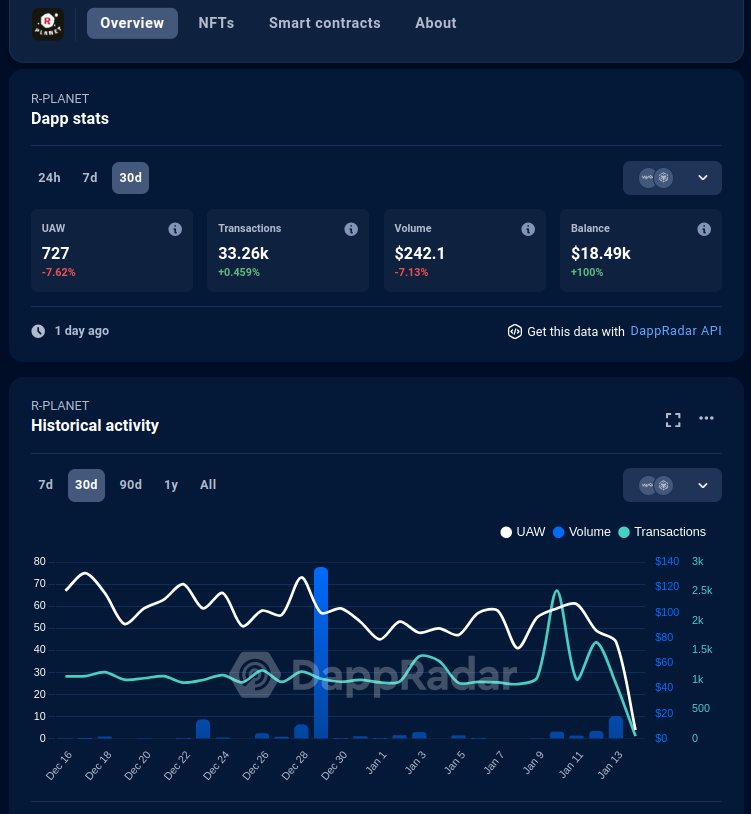 R
PLANET
Overview NFTs Smart contracts About
R-PLANET
Dapp stats
24h 7d 30d
UAW Transactions Volume Balance
727 33.26k $242.1 $18.49k
-7.62% +0.459% -7.13% +100%
1 day ago Get this data with DappRadar API
R-PLANET
Historical activity
7d 30d 90d 1y All
UAW Volume Transactions
80 $140 3k
70 $120 2.5k
60 $100 2k
50 $80 1.5k
40 $60 1k
30 $40 500
20 $20 0
10 $0
0
DappRadar
Dec 16 Dec 18 Dec 20 Dec 22 Dec 24 Dec 26 Dec 28 Dec 30 Jan 1 Jan 3 Jan 5 Jan 7 Jan 9 Jan 11 Jan 13